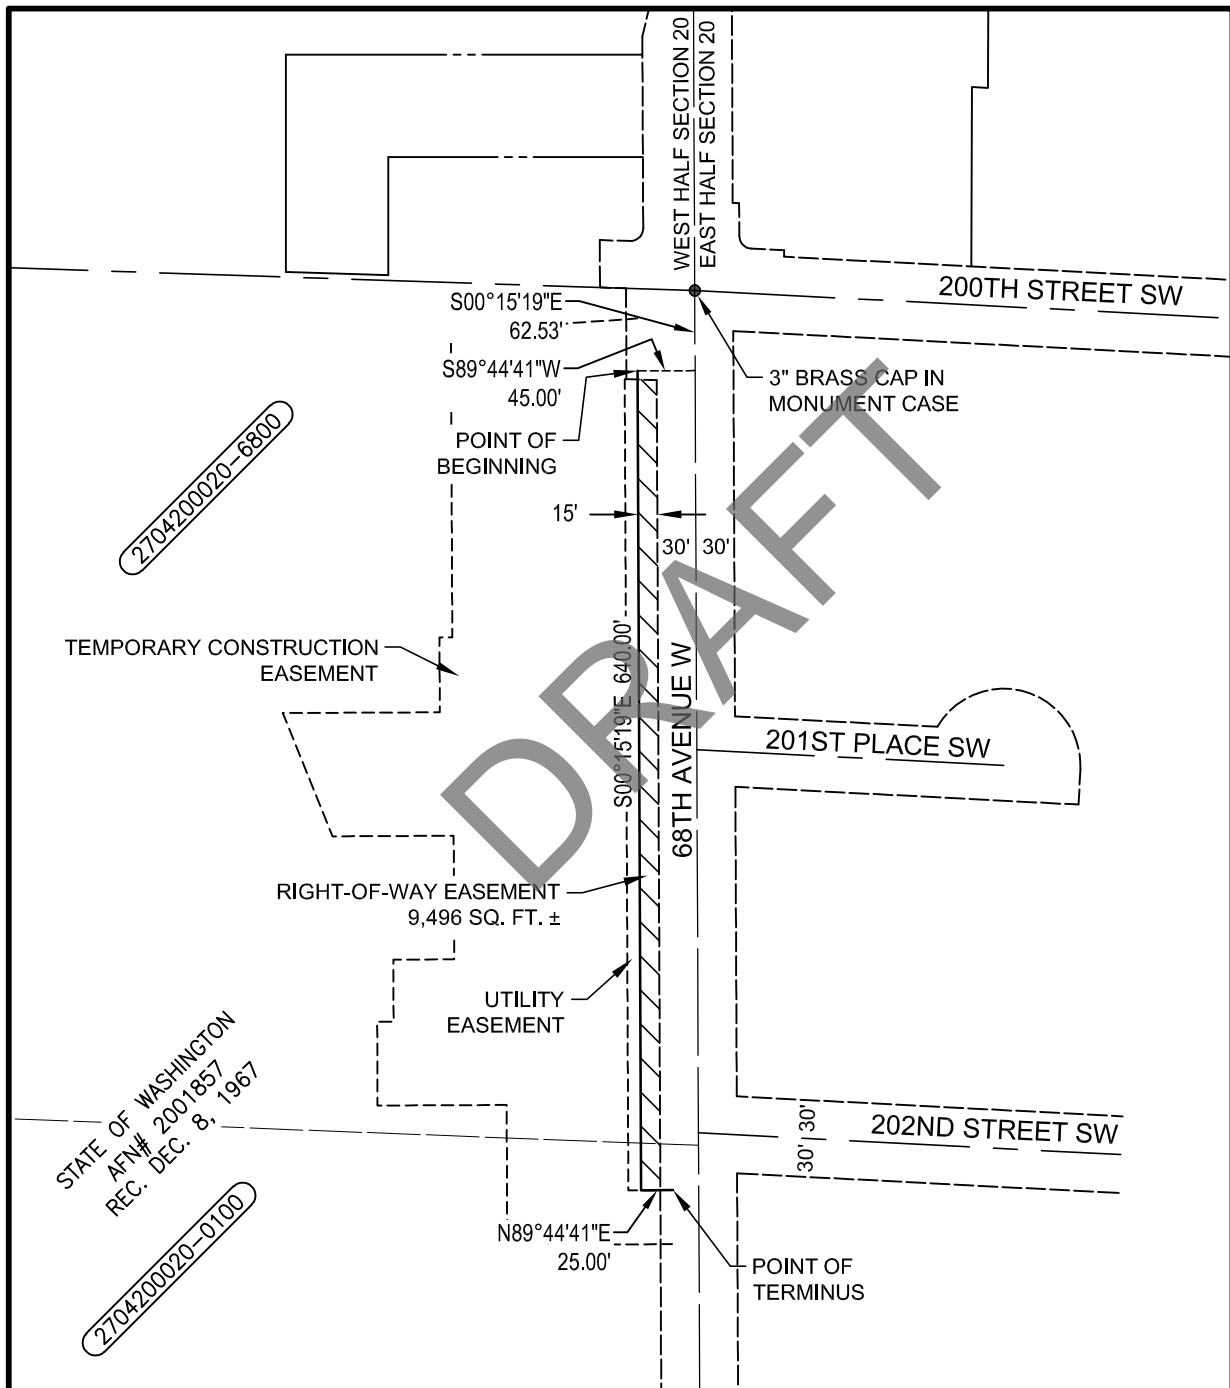 WEST HALF SECTION 20
EAST HALF SECTION 20
200TH STREET SW
S00°15'19"E
62.53'
S89°44'41"W
45.00'
3" BRASS CAP IN
MONUMENT CASE
POINT OF
BEGINNING
2704200020-6800
15'
30' 30'
TEMPORARY CONSTRUCTION
EASEMENT
S00°15'19"E 640.00'
68TH AVENUE W
201ST PLACE SW
DRAFT
RIGHT-OF-WAY EASEMENT
9,496 SQ. FT. ±
UTILITY
EASEMENT
STATE OF WASHINGTON
AFN# 2001857
REC. DEC. 8, 1967
30' 30'
202ND STREET SW
2704200020-0100
N89°44'41"E
25.00'
POINT OF
TERMINUS